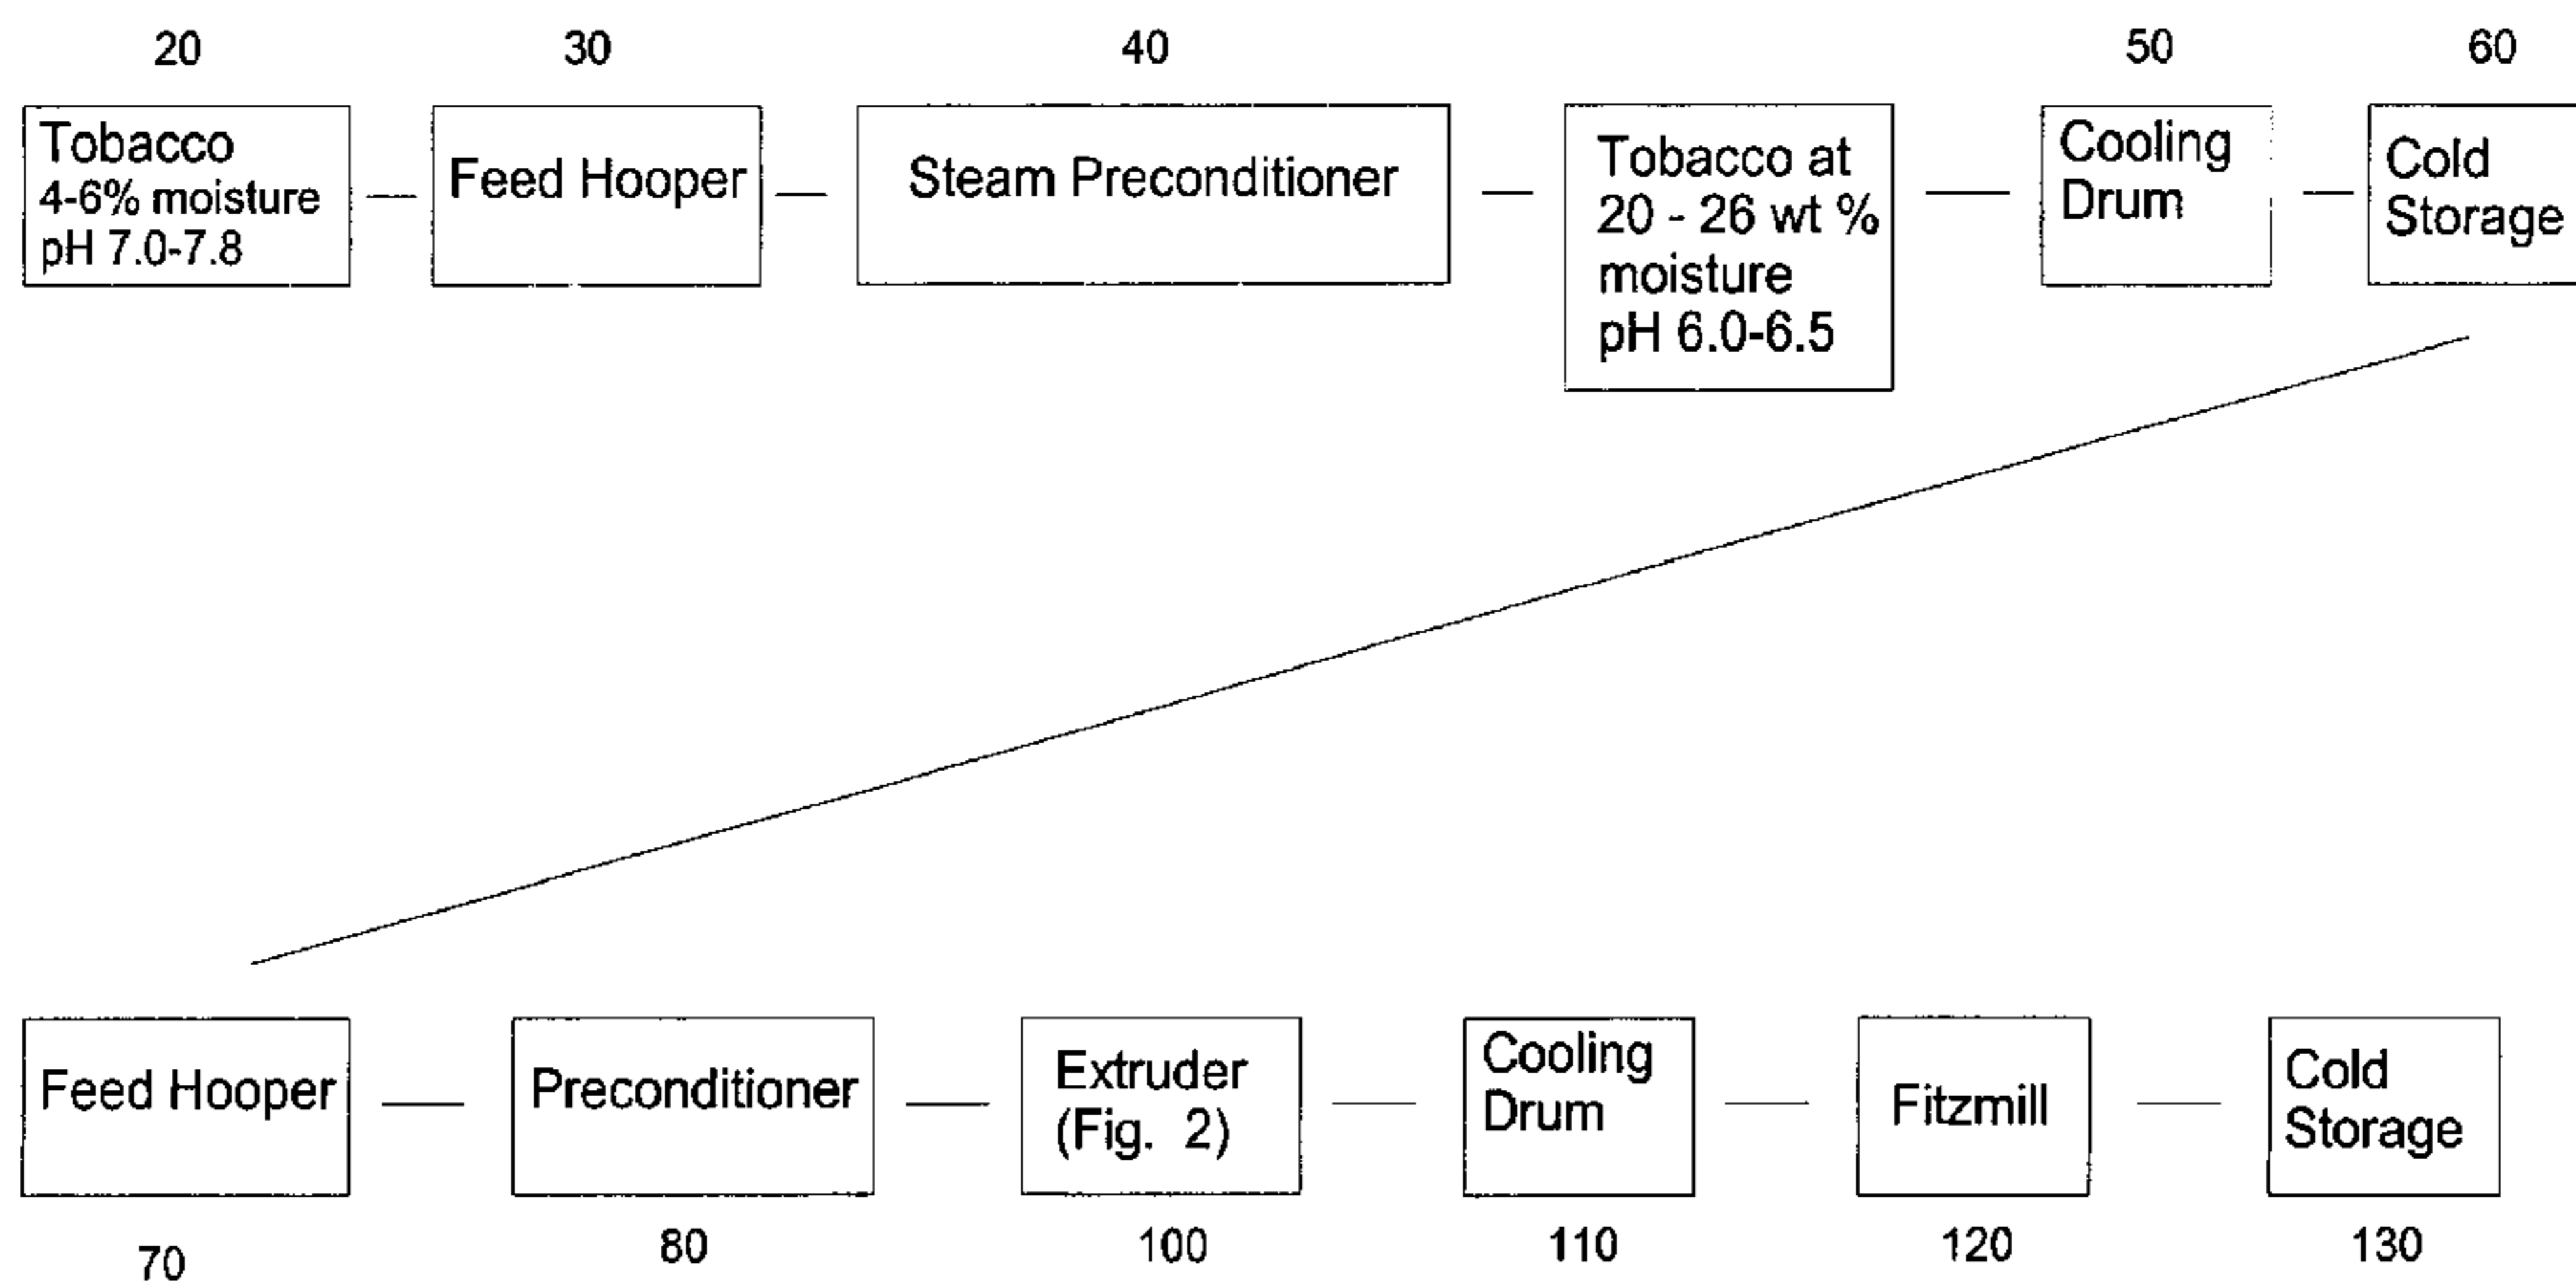 20
30
40
50
60
Tobacco
4-6% moisture
pH 7.0-7.8
Feed Hooper
Steam Preconditioner
Tobacco at
20 - 26 wt %
moisture
pH 6.0-6.5
Cooling
Drum
Cold
Storage
Feed Hooper
Preconditioner
Extruder
(Fig. 2)
Cooling
Drum
Fitzmill
Cold
Storage
70
80
100
110
120
130